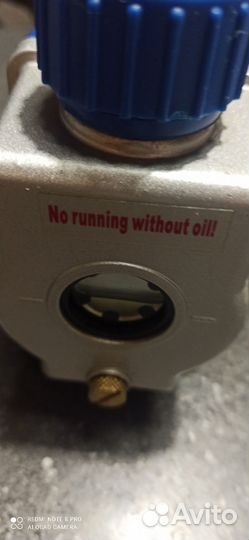 No running without oil!
REDMI NOTE 8 PRO
AI QUAD CAMERA
Avito